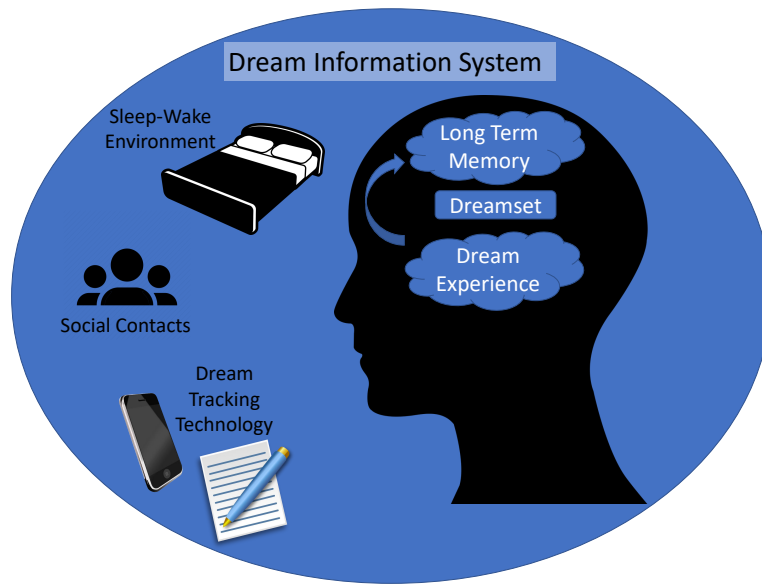 Dream Information System
Sleep-Wake
Environment
Long Term
Memory
Dreamset
Dream
Experience
Social Contacts
Dream
Tracking
Technology